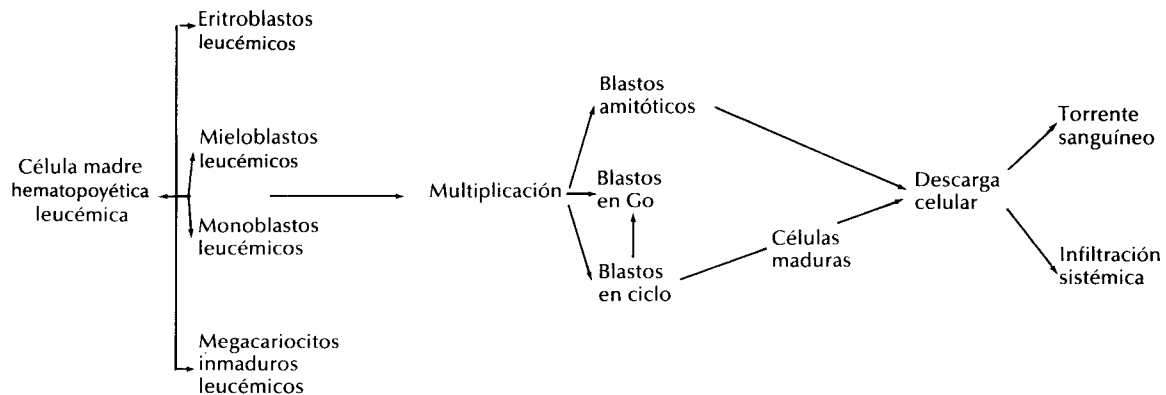 Eritroblastos
leucémicos
Mieloblastos
leucémicos
Célula madre
hematopoyética
leucémica
Monoblastos
leucémicos
Megacariocitos
inmaduros
leucémicos
Multiplicación
Blastos
amitóticos
Blastos
en Go
Blastos
en ciclo
Células
maduras
Descarga
celular
Torrente
sanguíneo
Infiltración
sistémica